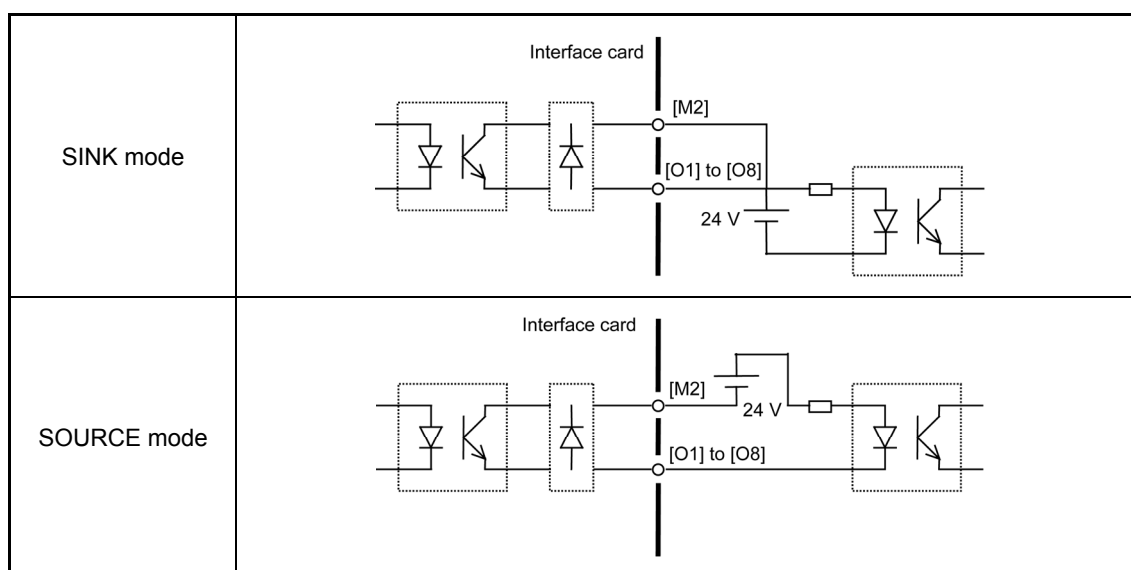 SINK mode
Interface card
[M2]
[O1] to [O8]
24 V
SOURCE mode
Interface card
[M2]
24 V
[O1] to [O8]